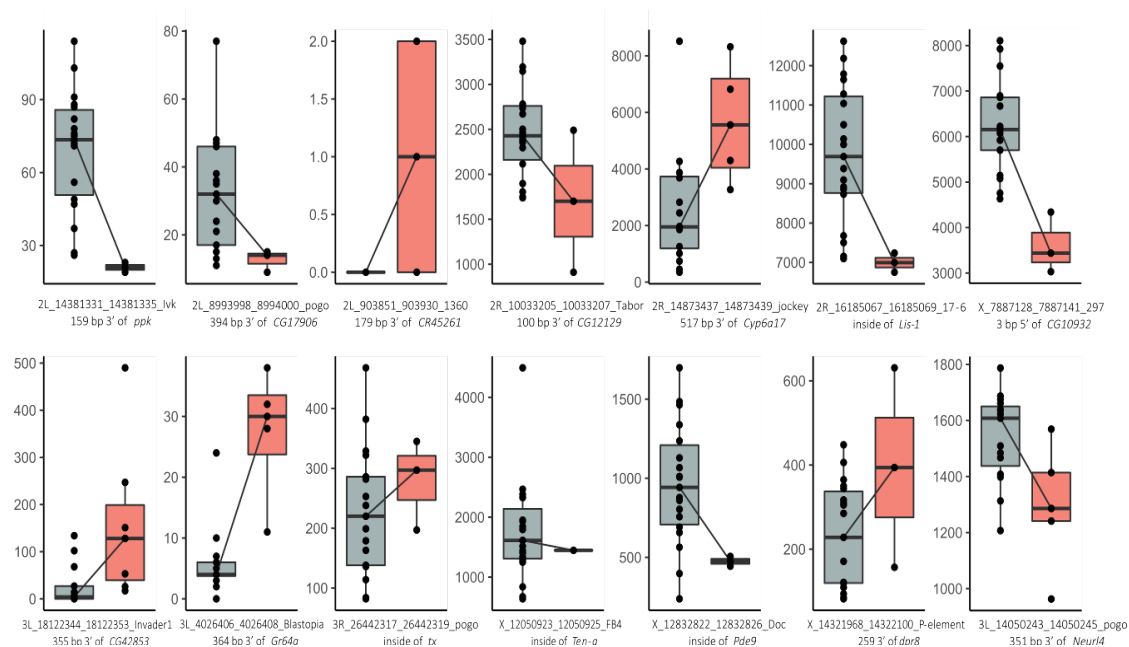 90
60
30
2L_14381331_14381335_Ivk
159 bp 3′ of ppk
80
60
40
20
2L_8993998_8994000_pogo
394 bp 3′ of CG17906
2.0
1.5
1.0
0.5
0.0
2L_903851_903930_1360
179 bp 3′ of CR45261
3500
3000
2500
2000
1500
1000
2R_10033205_10033207_Tabor
100 bp 3′ of CG12129
8000
6000
4000
2000
0
2R_14873437_14873439_jockey
517 bp 3′ of Cyp6a17
12000
11000
10000
9000
8000
7000
2R_16185067_16185069_17-6
inside of Lis-1
8000
7000
6000
5000
4000
3000
X_7887128_7887141_297
3 bp 5′ of CG10932
500
400
300
200
100
0
3L_18122344_18122353_Invader1
355 bp 3′ of CG42853
30
20
10
0
3L_4026406_4026408_Blastopia
364 bp 3′ of Gr64a
400
300
200
100
3R_26442317_26442319_pogo
inside of tx
4000
3000
2000
1000
X_12050923_12050925_FB4
inside of Ten-a
1500
1000
500
X_12832822_12832826_Doc
inside of Pde9
600
400
200
X_14321968_14322100_P-element
259 3′ of dpr8
1800
1600
1400
1200
1000
3L_14050243_14050245_pogo
351 bp 3′ of Neurl4